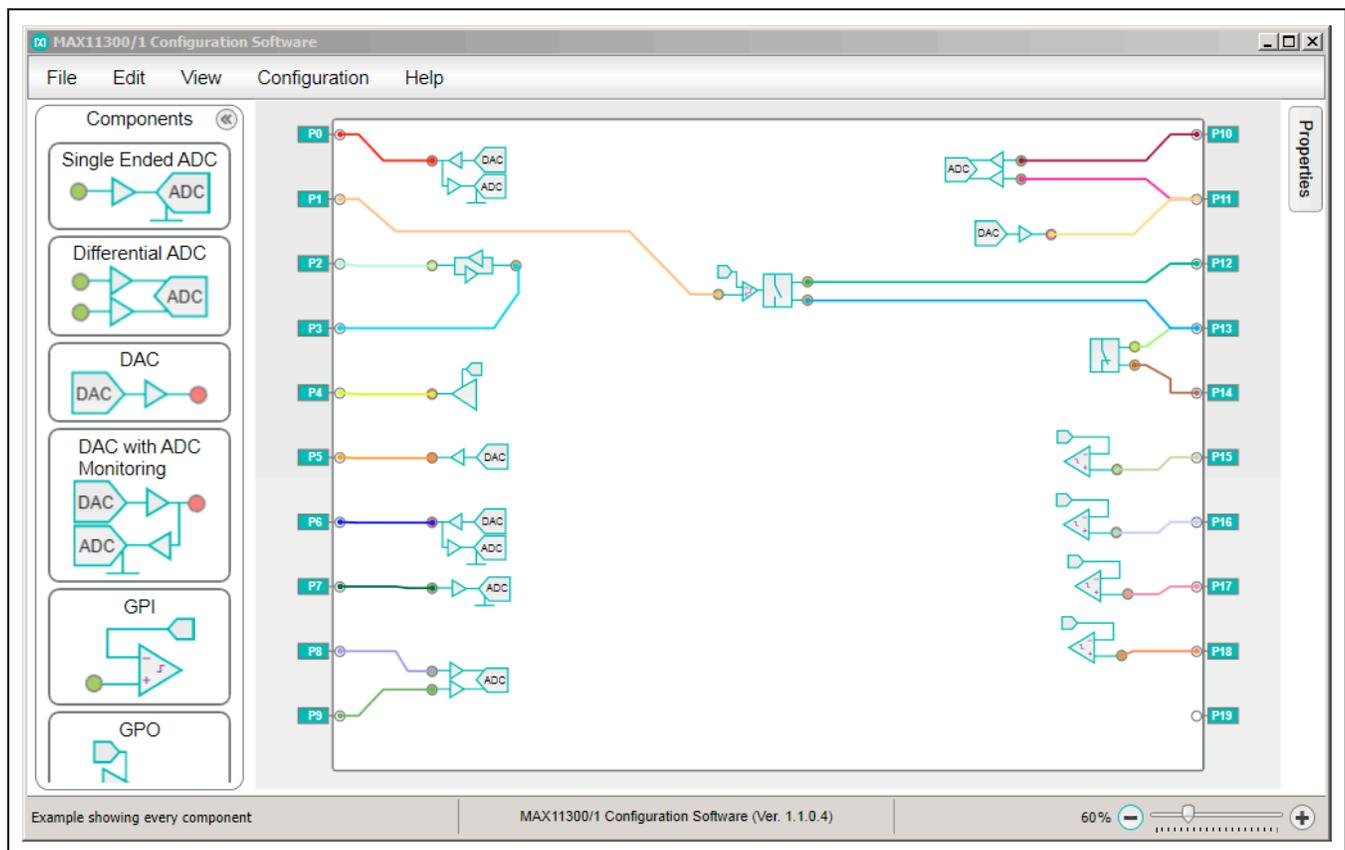 MAX11300/1 Configuration Software
File Edit View Configuration Help
Components
Single Ended ADC
ADC
Differential ADC
ADC
DAC
DAC
DAC with ADC
Monitoring
DAC
ADC
GPI
GPO
P0
P1
P2
P3
P4
P5
P6
P7
P8
P9
DAC
ADC
DAC
DAC
ADC
ADC
ADC
ADC
DAC
P10
P11
P12
P13
P14
P15
P16
P17
P18
P19
Properties
Example showing every component
MAX11300/1 Configuration Software (Ver. 1.1.0.4)
60%